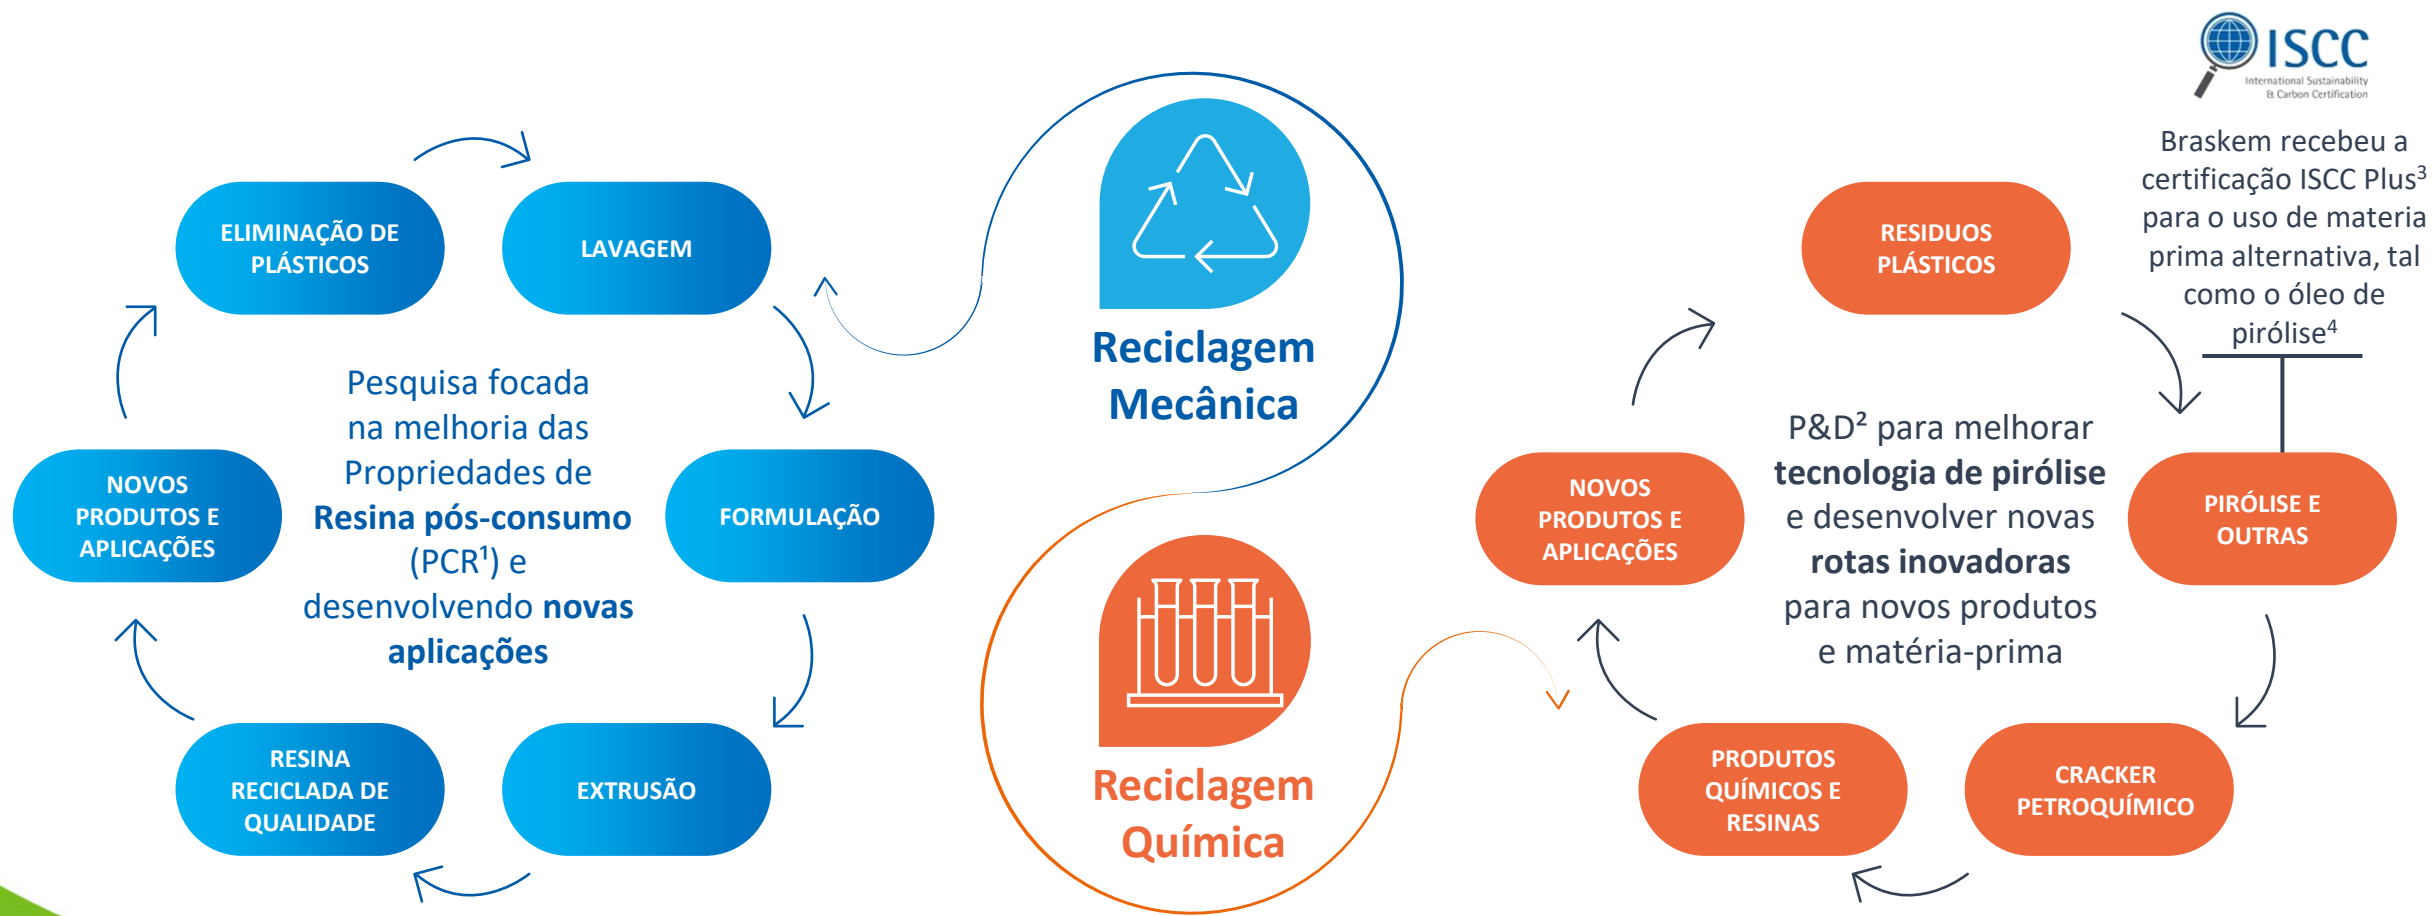 ELIMINAÇÃO DE
PLÁSTICOS
LAVAGEM
FORMULAÇÃO
EXTRUSÃO
RESINA
RECICLADA DE
QUALIDADE
NOVOS
PRODUTOS E
APLICAÇÕES
Pesquisa focada
na melhoria das
Propriedades de
Resina pós-consumo
(PCR¹) e
desenvolvendo novas
aplicações
Reciclagem
Mecânica
Reciclagem
Química
ISCC
International Sustainability
& Carbon Certification
Braskem recebeu a
certificação ISCC Plus³
para o uso de materia
prima alternativa, tal
como o óleo de
pirólise⁴
RESIDUOS
PLÁSTICOS
PIRÓLISE E
OUTRAS
CRACKER
PETROQUÍMICO
PRODUTOS
QUÍMICOS E
RESINAS
NOVOS
PRODUTOS E
APLICAÇÕES
P&D² para melhorar
tecnologia de pirólise
e desenvolver novas
rotas inovadoras
para novos produtos
e matéria-prima